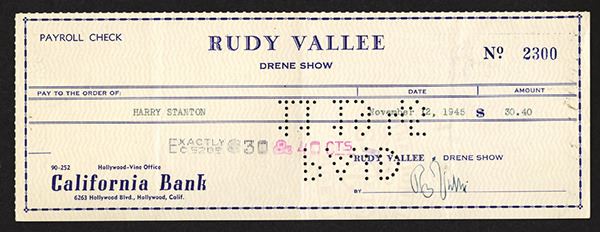 PAYROLL CHECK
RUDY VALLEE
DRENE SHOW
Nº 2300
PAY TO THE ORDER OF:
DATE
AMOUNT
HARRY STANTON
November 12, 1945
$ 30.40
EXACTLY $30 & 40 CTS
PAID
90-252
Hollywood-Vine Office
California Bank
6263 Hollywood Blvd., Hollywood, Calif.
RUDY VALLEE, DRENE SHOW
BY